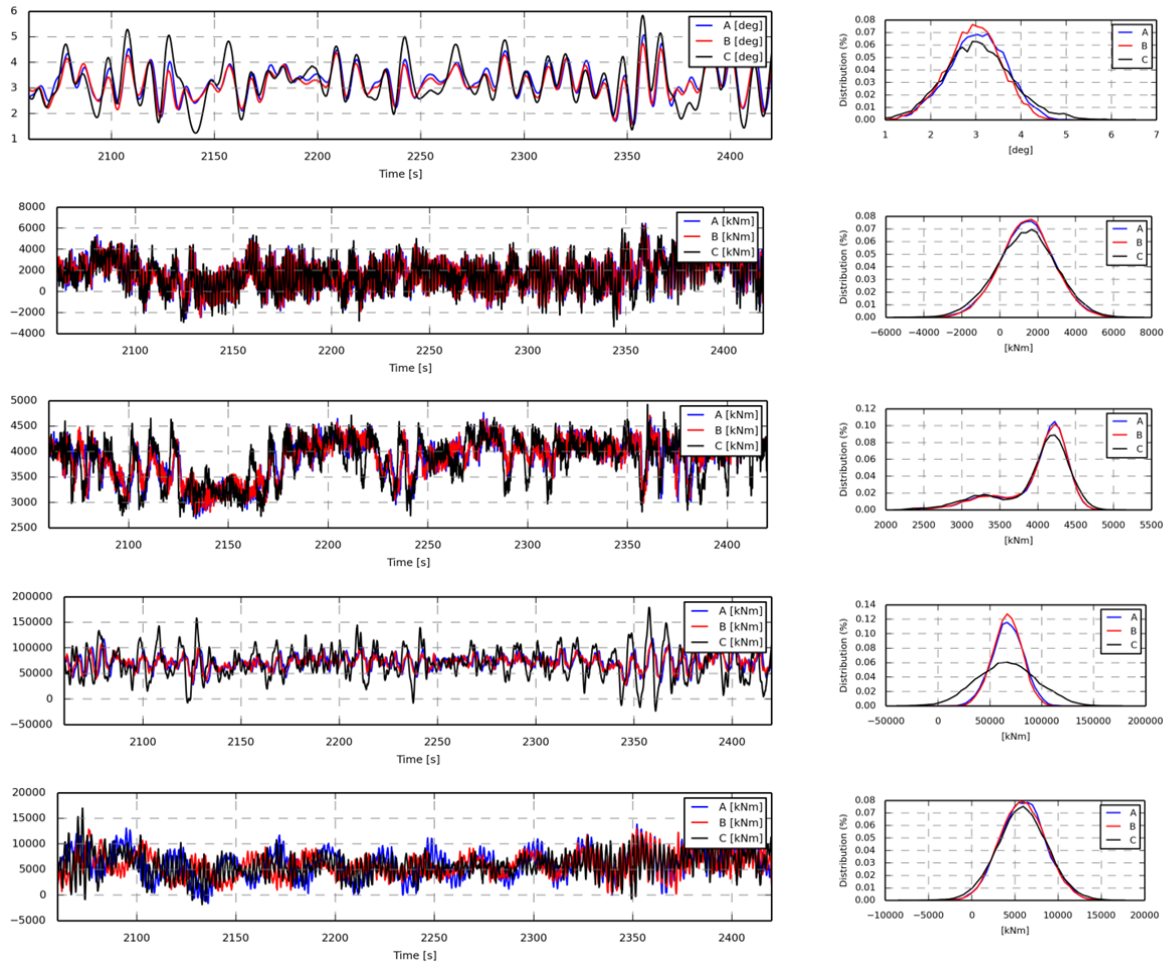 6
5
4
3
2
1
A [deg]
B [deg]
C [deg]
2100 2150 2200 2250 2300 2350 2400
Time [s]
Distribution (%)
0.08
0.07
0.06
0.05
0.04
0.03
0.02
0.01
0.00
A
B
C
1 2 3 4 5 6 7
[deg]
8000
6000
4000
2000
0
−2000
−4000
A [kNm]
B [kNm]
C [kNm]
2100 2150 2200 2250 2300 2350 2400
Time [s]
Distribution (%)
0.08
0.07
0.06
0.05
0.04
0.03
0.02
0.01
0.00
A
B
C
−6000 −4000 −2000 0 2000 4000 6000 8000
[kNm]
5000
4500
4000
3500
3000
2500
A [kNm]
B [kNm]
C [kNm]
2100 2150 2200 2250 2300 2350 2400
Time [s]
Distribution (%)
0.12
0.10
0.08
0.06
0.04
0.02
0.00
A
B
C
2000 2500 3000 3500 4000 4500 5000 5500
[kNm]
200000
150000
100000
50000
0
−50000
A [kNm]
B [kNm]
C [kNm]
2100 2150 2200 2250 2300 2350 2400
Time [s]
Distribution (%)
0.14
0.12
0.10
0.08
0.06
0.04
0.02
0.00
A
B
C
−50000 0 50000 100000 150000 200000
[kNm]
20000
15000
10000
5000
0
−5000
A [kNm]
B [kNm]
C [kNm]
2100 2150 2200 2250 2300 2350 2400
Time [s]
Distribution (%)
0.08
0.07
0.06
0.05
0.04
0.03
0.02
0.01
0.00
A
B
C
−10000 −5000 0 5000 10000 15000 20000
[kNm]